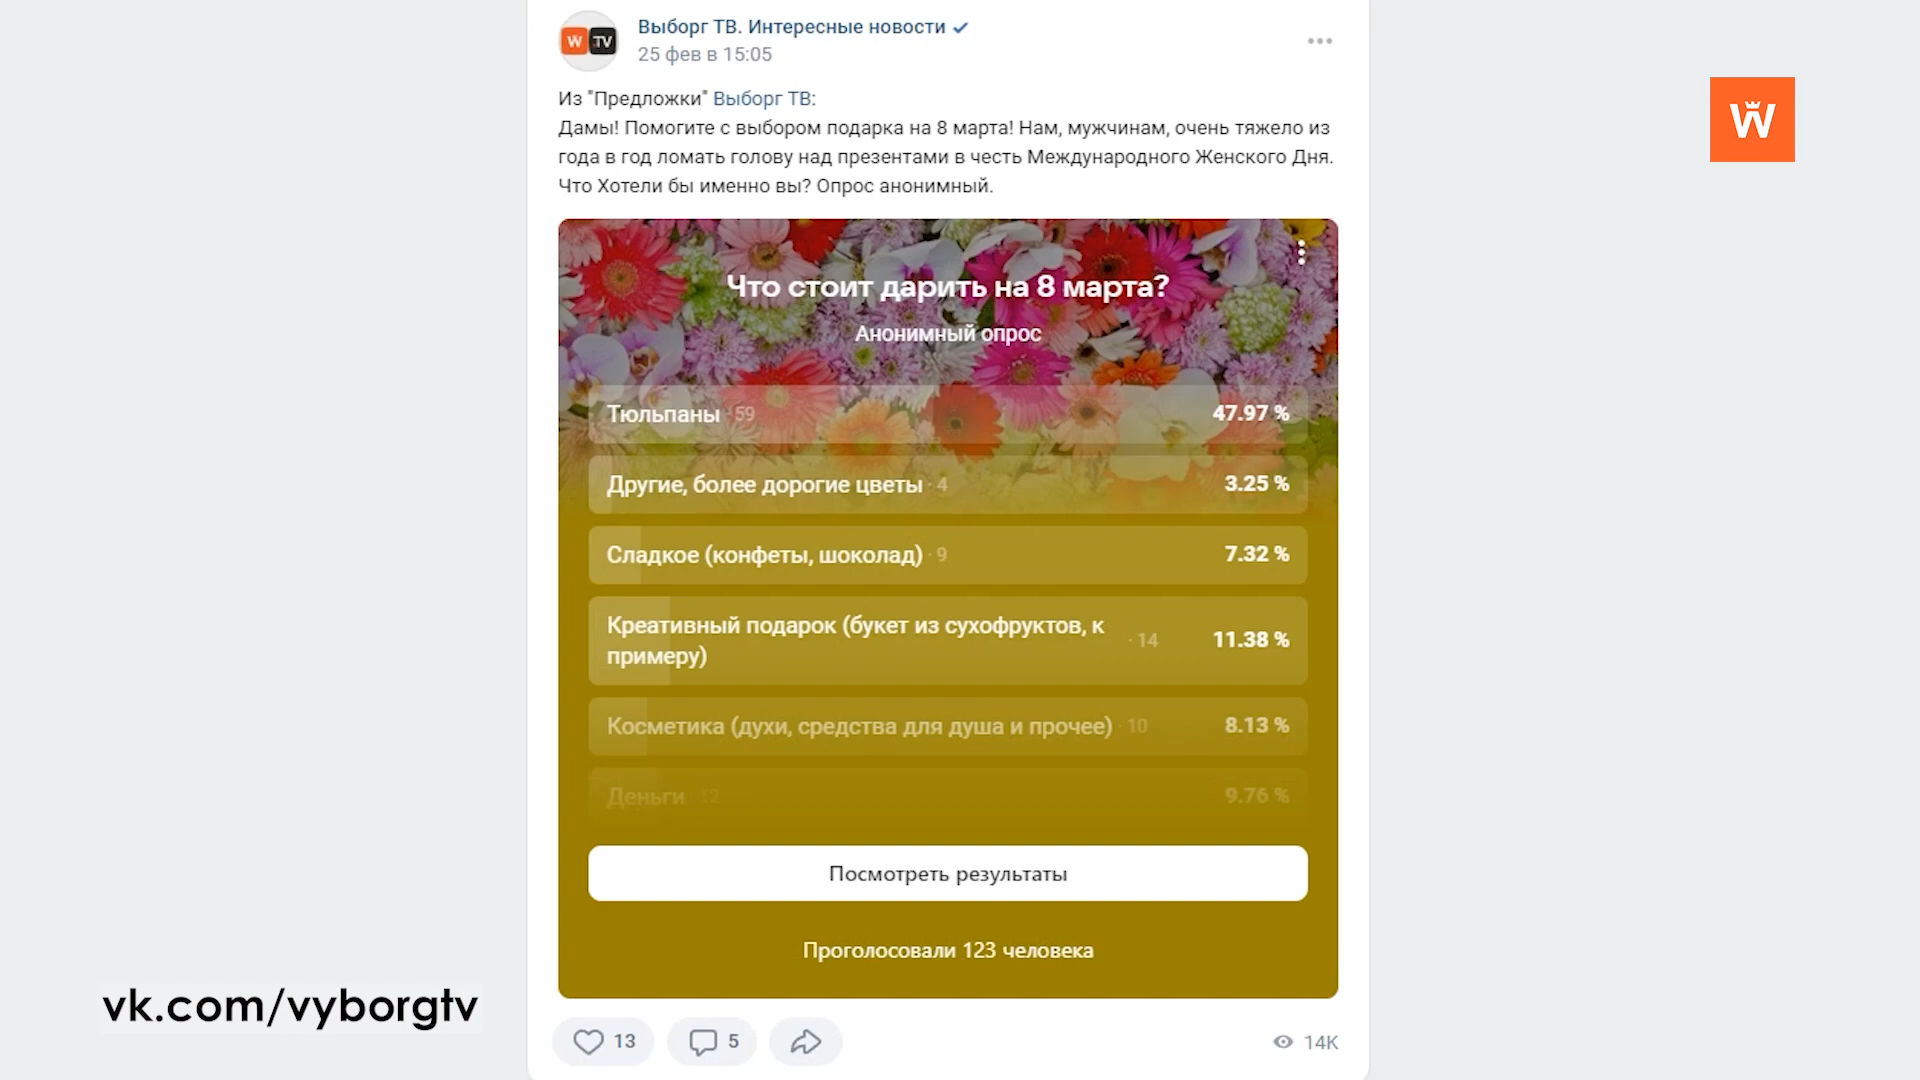 W TV
Выборг ТВ. Интересные новости
25 фев в 15:05
W
Из "Предложки" Выборг ТВ:
Дамы! Помогите с выбором подарка на 8 марта! Нам, мужчинам, очень тяжело из
года в год ломать голову над презентами в честь Международного Женского Дня.
Что Хотели бы именно вы? Опрос анонимный.
Что стоит дарить на 8 марта?
Анонимный опрос
Тюльпаны · 59 47.97 %
Другие, более дорогие цветы · 4 3.25 %
Сладкое (конфеты, шоколад) · 9 7.32 %
Креативный подарок (букет из сухофруктов, к
примеру) · 14 11.38 %
Косметика (духи, средства для душа и прочее) · 10 8.13 %
Деньги · 12 9.76 %
Посмотреть результаты
Проголосовали 123 человека
vk.com/vyborgtv
13 5 14K